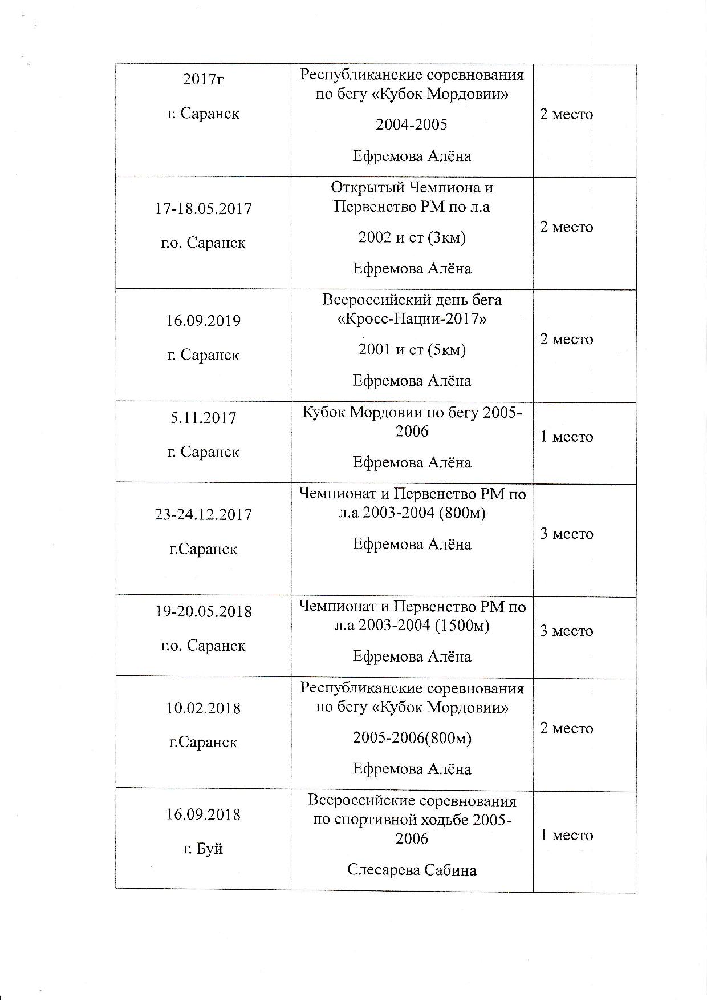 2017г
г. Саранск
Республиканские соревнования
по бегу «Кубок Мордовии»
2004-2005
Ефремова Алёна
2 место
17-18.05.2017
г.о. Саранск
Открытый Чемпиона и
Первенство РМ по л.а
2002 и ст (3км)
Ефремова Алёна
2 место
16.09.2019
г. Саранск
Всероссийский день бега
«Кросс-Нации-2017»
2001 и ст (5км)
Ефремова Алёна
2 место
5.11.2017
г. Саранск
Кубок Мордовии по бегу 2005-
2006
Ефремова Алёна
1 место
23-24.12.2017
г.Саранск
Чемпионат и Первенство РМ по
л.а 2003-2004 (800м)
Ефремова Алёна
3 место
19-20.05.2018
г.о. Саранск
Чемпионат и Первенство РМ по
л.а 2003-2004 (1500м)
Ефремова Алёна
3 место
10.02.2018
г.Саранск
Республиканские соревнования
по бегу «Кубок Мордовии»
2005-2006(800м)
Ефремова Алёна
2 место
16.09.2018
г. Буй
Всероссийские соревнования
по спортивной ходьбе 2005-
2006
Слесарева Сабина
1 место